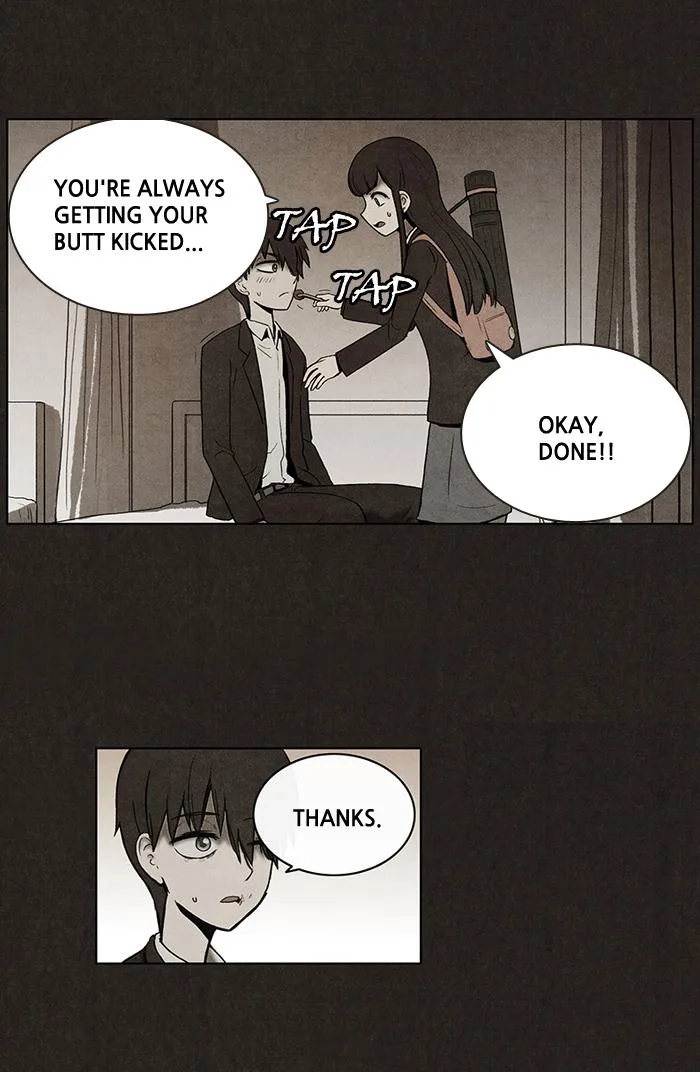 YOU'RE ALWAYS
GETTING YOUR
BUTT KICKED...
TAP
TAP
OKAY,
DONE!!
THANKS.